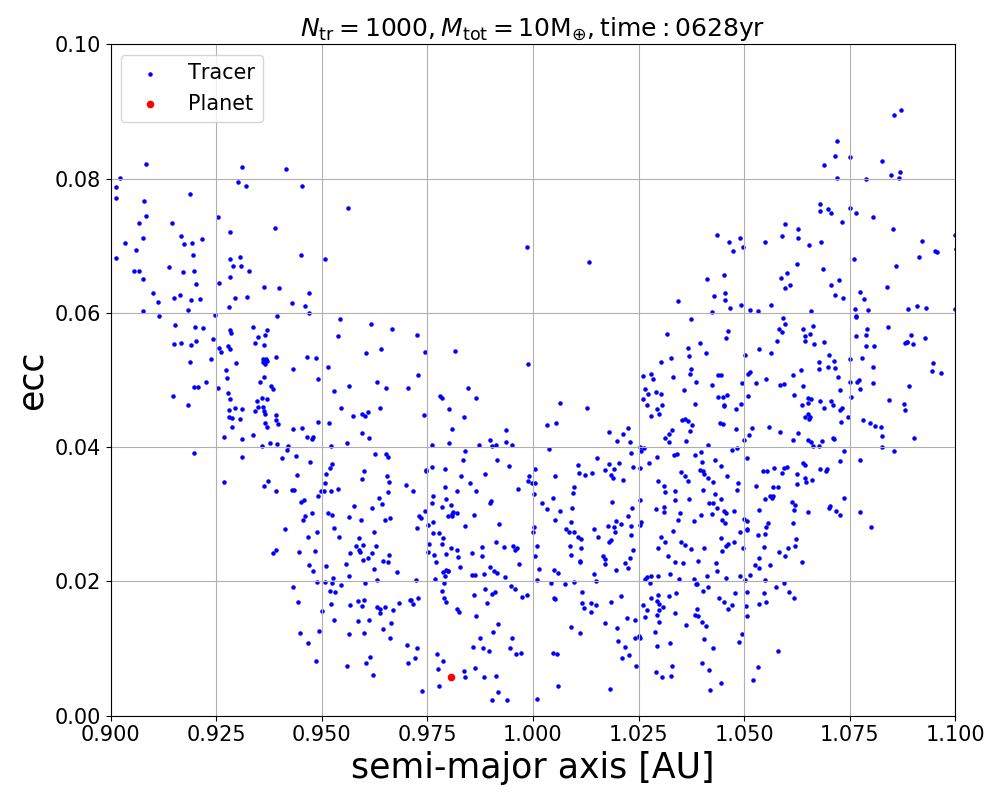 N_tr = 1000, M_tot = 10M_⊕, time : 0628yr
Tracer
Planet
ecc
0.10
0.08
0.06
0.04
0.02
0.00
0.900 0.925 0.950 0.975 1.000 1.025 1.050 1.075 1.100
semi-major axis [AU]